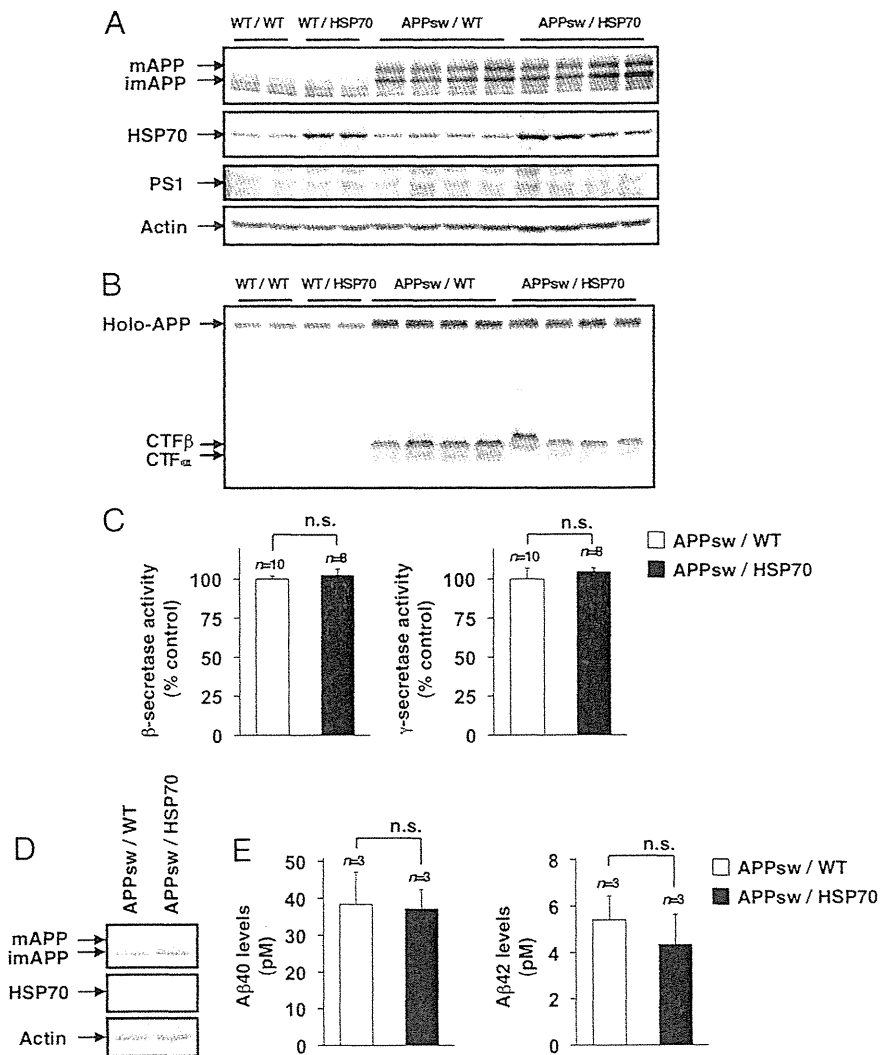 A
WT / WT WT / HSP70 APPsw / WT APPsw / HSP70
mAPP
imAPP
HSP70
PS1
Actin
B
WT / WT WT / HSP70 APPsw / WT APPsw / HSP70
Holo-APP
CTFβ
CTFα
C
n.s.
n=10 n=8
β-secretase activity
(% control)
100
75
50
25
0
n.s.
n=10 n=8
γ-secretase activity
(% control)
100
75
50
25
0
APPsw / WT
APPsw / HSP70
D
APPsw / WT
APPsw / HSP70
mAPP
imAPP
HSP70
Actin
E
n.s.
n=3 n=3
Aβ40 levels
(pM)
50
40
30
20
10
0
n.s.
n=3 n=3
Aβ42 levels
(pM)
8
6
4
2
0
APPsw / WT
APPsw / HSP70